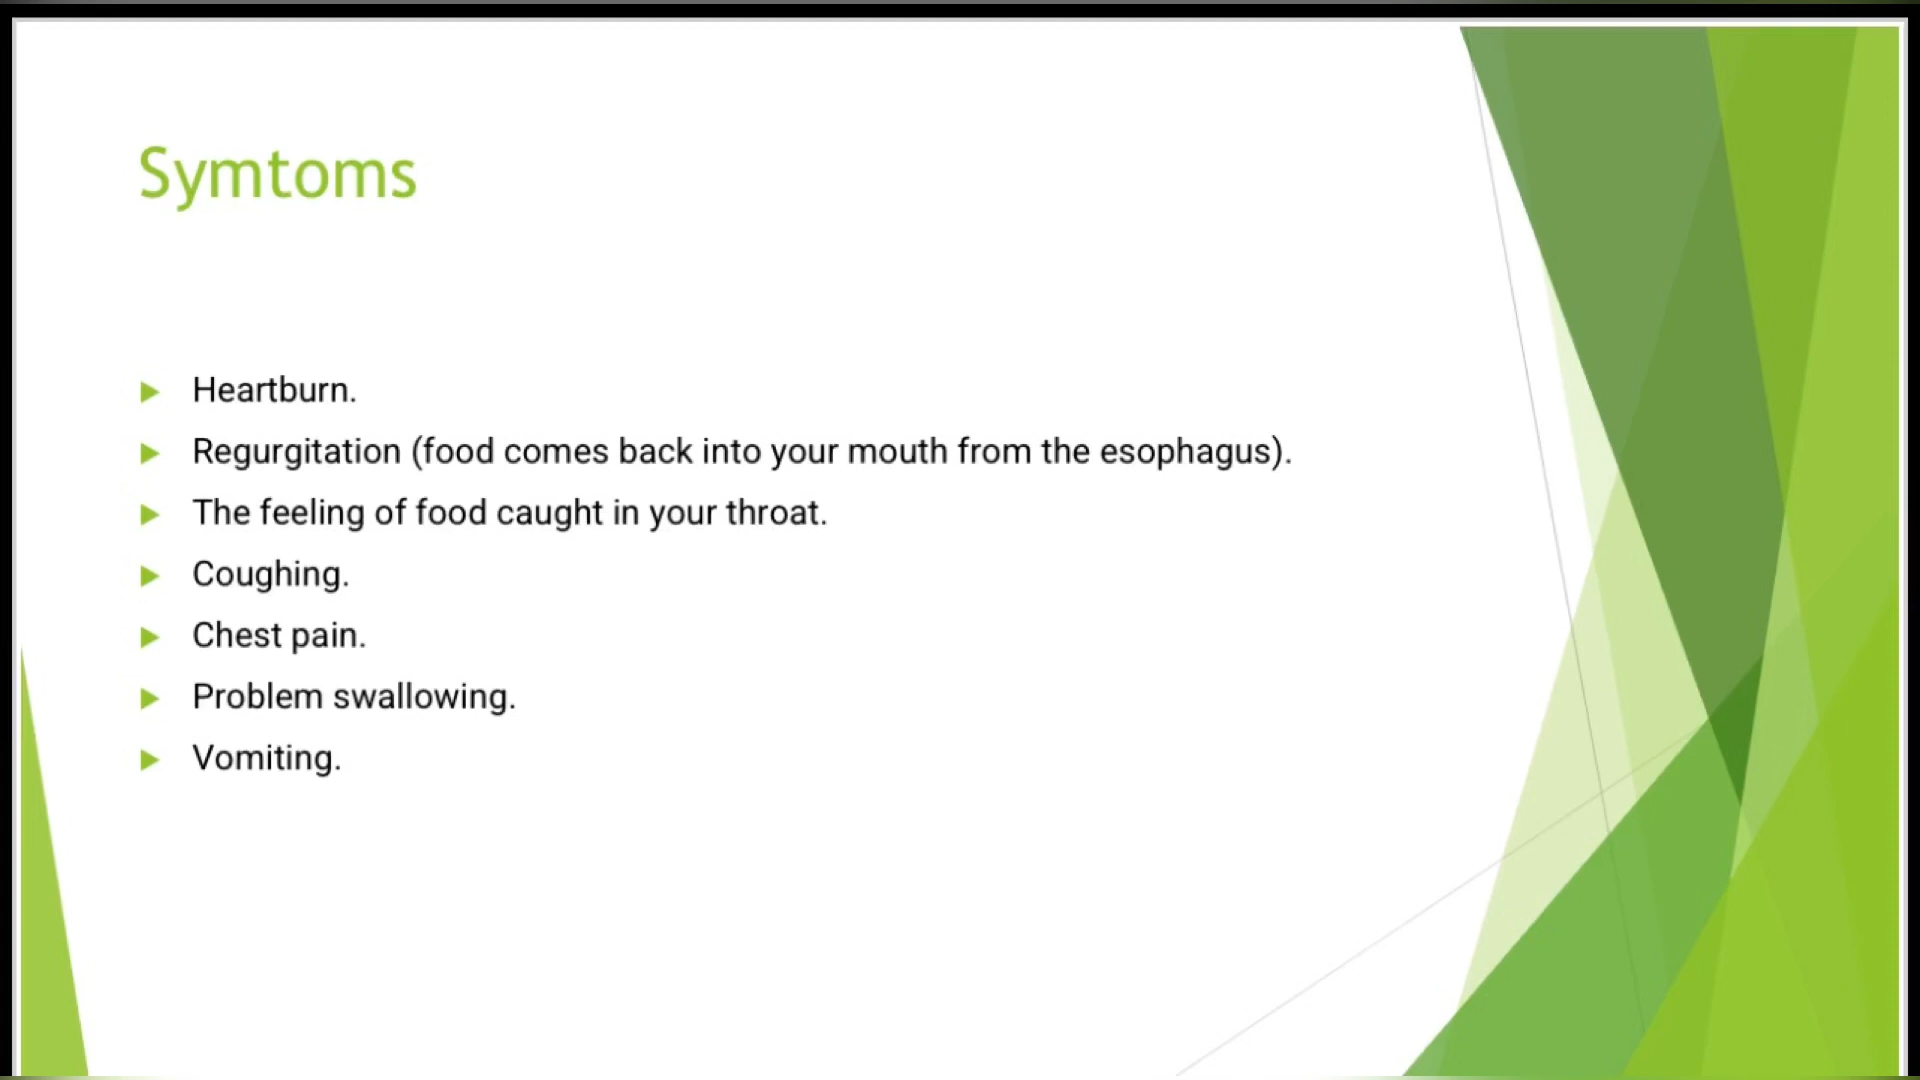 Symtoms
Heartburn.
Regurgitation (food comes back into your mouth from the esophagus).
The feeling of food caught in your throat.
Coughing.
Chest pain.
Problem swallowing.
Vomiting.